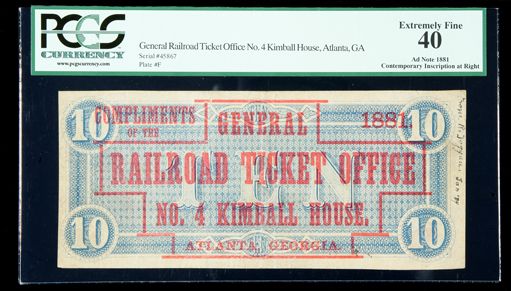 PCGS
CURRENCY
www.pcgscurrency.com
General Railroad Ticket Office No. 4 Kimball House, Atlanta, GA
Serial #45867
Plate #F
Extremely Fine
40
Ad Note 1881
Contemporary Inscription at Right
10
COMPLIMENTS
OF THE
GENERAL
1881.
10
RAILROAD TICKET OFFICE
TEN
NO. 4 KIMBALL HOUSE.
10
ATLANTA, GEORGIA.
10